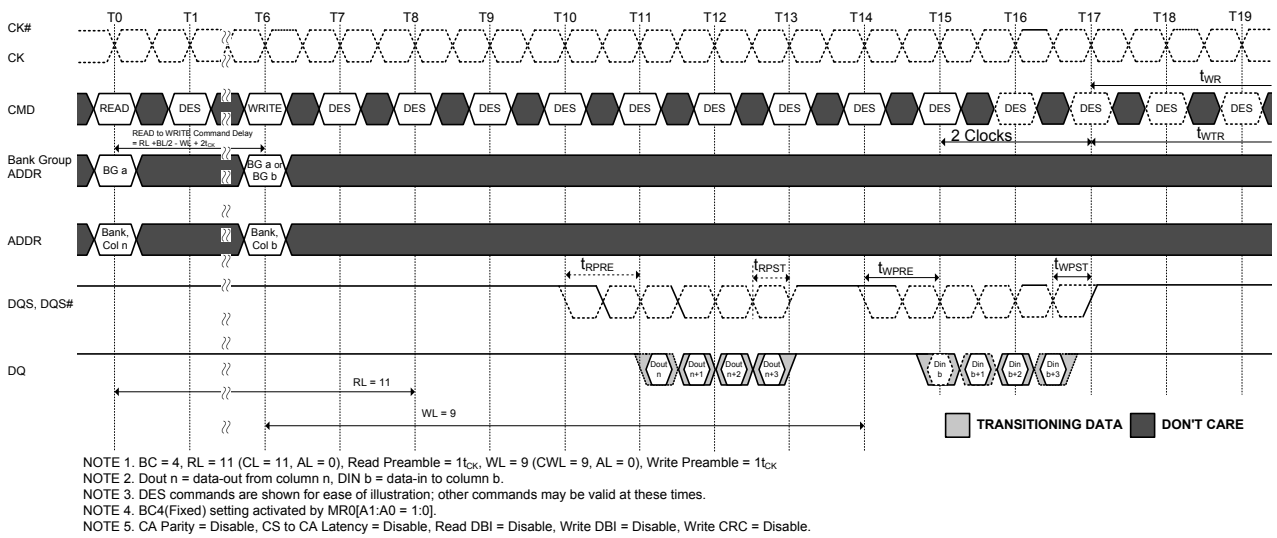 T0 T1 T6 T7 T8 T9 T10 T11 T12 T13 T14 T15 T16 T17 T18 T19
CK#
CK
tWR
CMD READ DES WRITE DES DES DES DES DES DES DES DES DES DES DES DES DES
READ to WRITE Command Delay
= RL +BL/2 - WL + 2tCK
2 Clocks
tWTR
Bank Group
ADDR
BG a
BG a or
BG b
ADDR
Bank,
Col n
Bank,
Col b
tRPRE tRPST tWPRE tWPST
DQS, DQS#
DQ
Dout
n
Dout
n+1
Dout
n+2
Dout
n+3
Din
b
Din
b+1
Din
b+2
Din
b+3
RL = 11
WL = 9
TRANSITIONING DATA DON'T CARE
NOTE 1. BC = 4, RL = 11 (CL = 11, AL = 0), Read Preamble = 1tCK, WL = 9 (CWL = 9, AL = 0), Write Preamble = 1tCK
NOTE 2. Dout n = data-out from column n, DIN b = data-in to column b.
NOTE 3. DES commands are shown for ease of illustration; other commands may be valid at these times.
NOTE 4. BC4(Fixed) setting activated by MR0[A1:A0 = 1:0].
NOTE 5. CA Parity = Disable, CS to CA Latency = Disable, Read DBI = Disable, Write DBI = Disable, Write CRC = Disable.